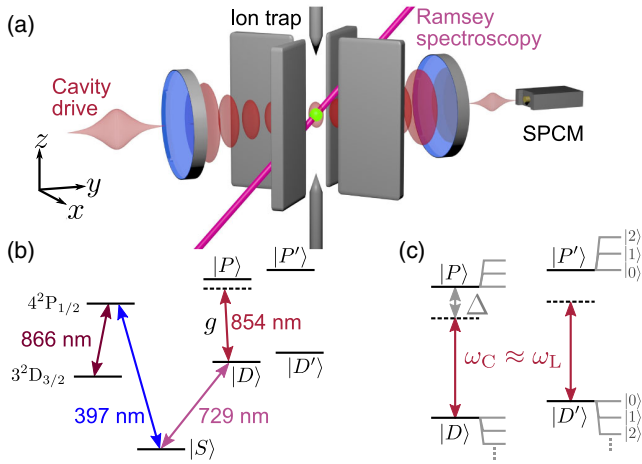 (a)
Ion trap
Ramsey
spectroscopy
Cavity
drive
SPCM
z
y
x
(b)
|P⟩
|P′⟩
4²P₁/₂
g
854 nm
866 nm
3²D₃/₂
|D⟩
|D′⟩
397 nm
729 nm
|S⟩
(c)
|P⟩
|P′⟩
|2⟩
|1⟩
|0⟩
Δ
ω_C ≈ ω_L
|D⟩
|D′⟩
|0⟩
|1⟩
|2⟩